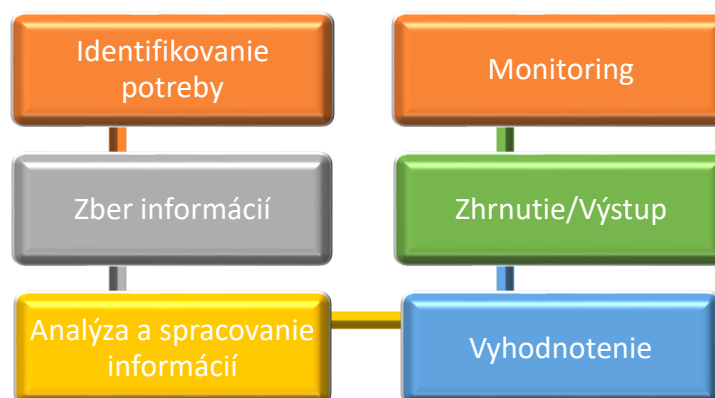 Identifikovanie
potreby
Zber informácií
Analýza a spracovanie
informácií
Vyhodnotenie
Zhrnutie/Výstup
Monitoring